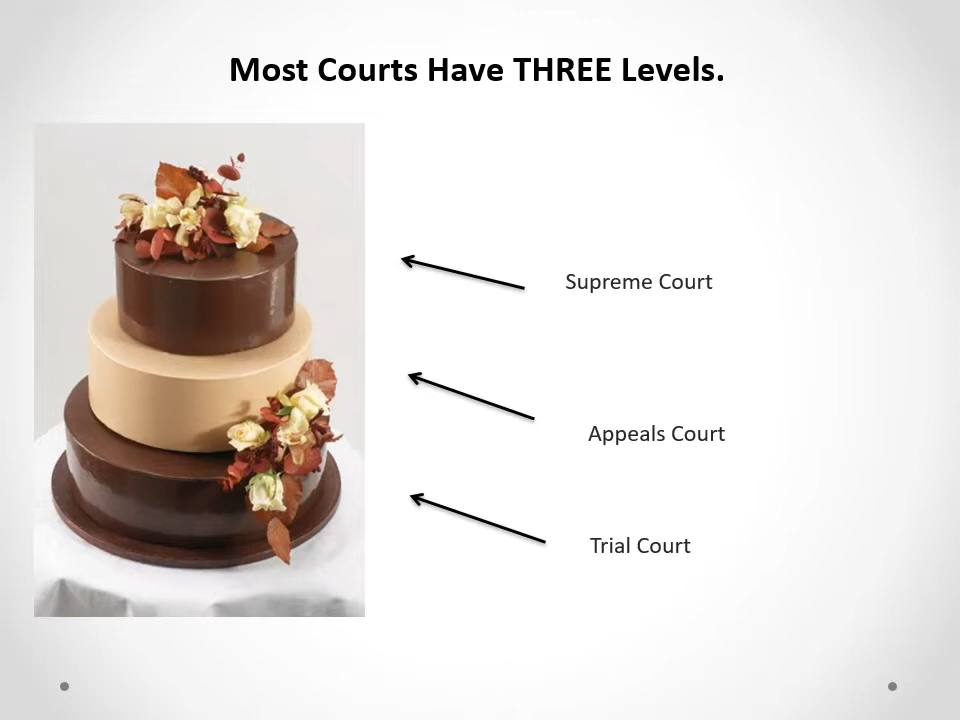 Most Courts Have THREE Levels.
Supreme Court
Appeals Court
Trial Court